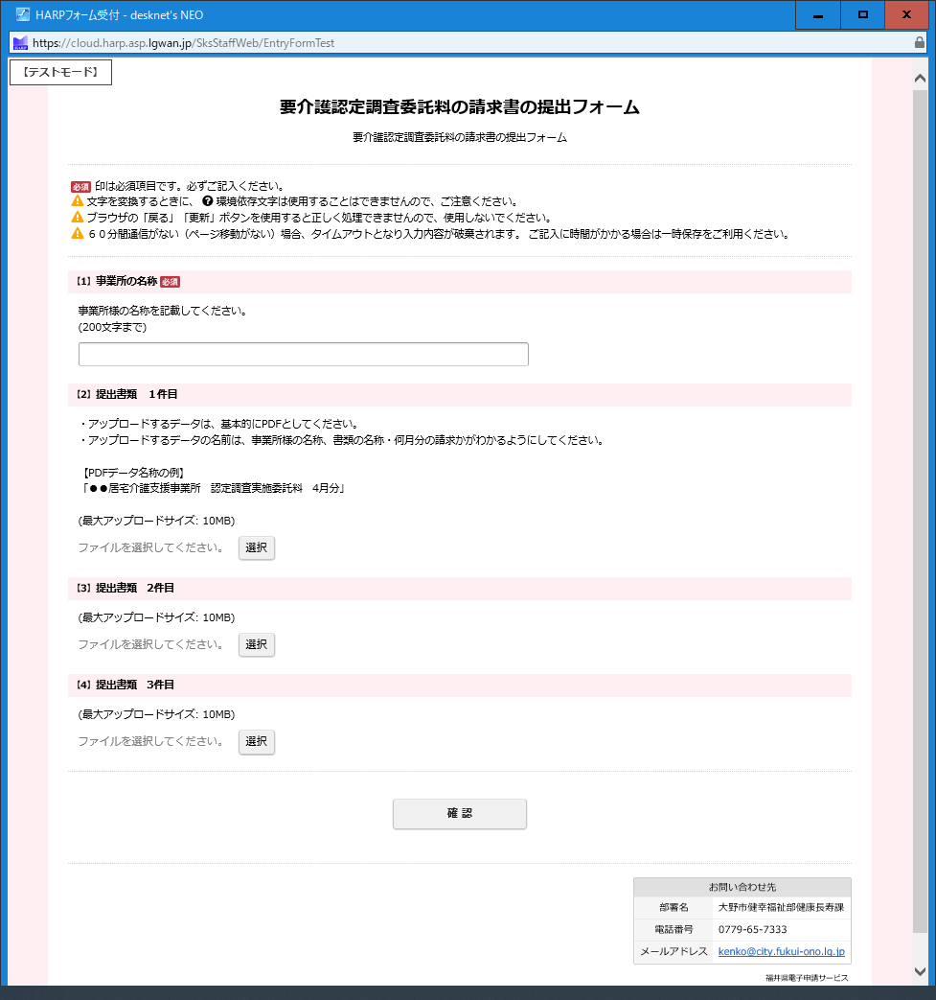 HARPフォーム受付 - desknet's NEO
https://cloud.harp.asp.lgwan.jp/SksStaffWeb/EntryFormTest
【テストモード】
要介護認定調査委託料の請求書の提出フォーム
要介護認定調査委託料の請求書の提出フォーム
必須 印は必須項目です。必ずご記入ください。
文字を変換するときに、 環境依存文字は使用することはできませんので、ご注意ください。
ブラウザの「戻る」「更新」ボタンを使用すると正しく処理できませんので、使用しないでください。
６０分間通信がない（ページ移動がない）場合、タイムアウトとなり入力内容が破棄されます。 ご記入に時間がかかる場合は一時保存をご利用ください。
【1】 事業所の名称 必須
事業所様の名称を記載してください。
(200文字まで)
【2】 提出書類　１件目
・アップロードするデータは、基本的にPDFとしてください。
・アップロードするデータの名前は、事業所様の名称、書類の名称・何月分の請求かがわかるようにしてください。
【PDFデータ名称の例】
「●●居宅介護支援事業所　認定調査実施委託料　4月分」
(最大アップロードサイズ: 10MB)
ファイルを選択してください。 選択
【3】 提出書類　2件目
(最大アップロードサイズ: 10MB)
ファイルを選択してください。 選択
【4】 提出書類　3件目
(最大アップロードサイズ: 10MB)
ファイルを選択してください。 選択
確 認
お問い合わせ先
部署名 大野市健幸福祉部健康長寿課
電話番号 0779-65-7333
メールアドレス kenko@city.fukui-ono.lg.jp
福井県電子申請サービス